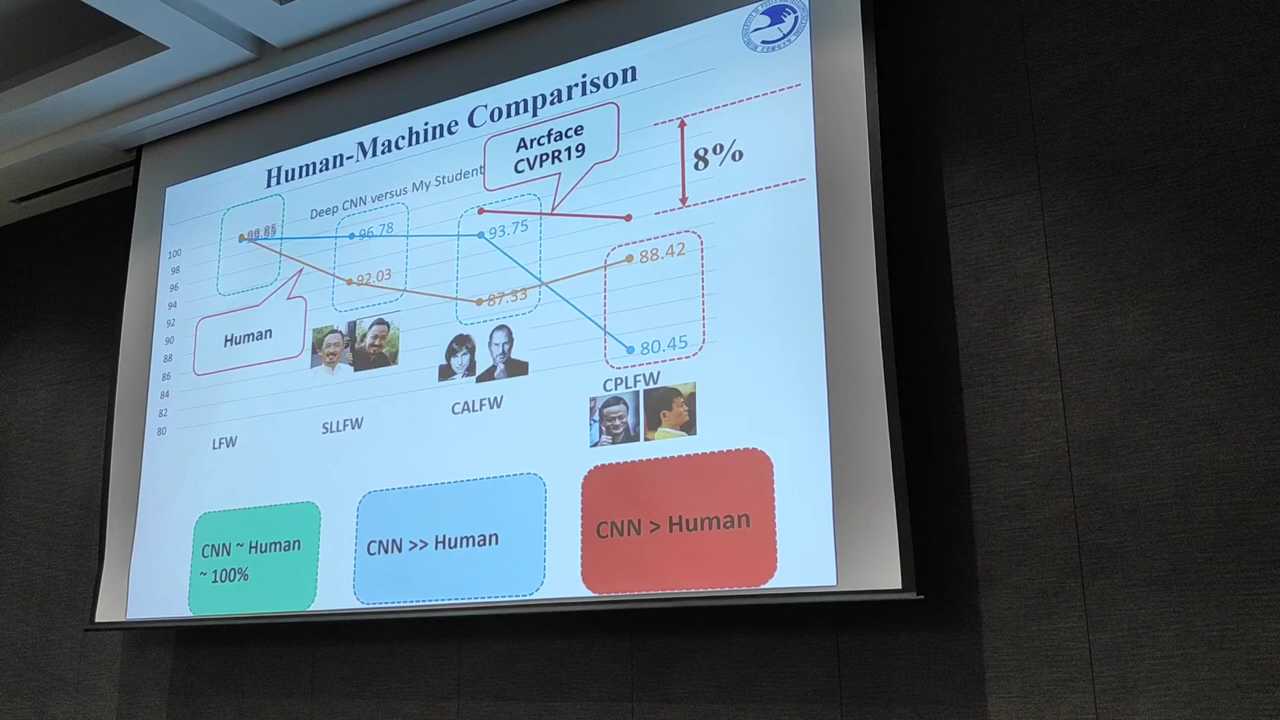 Human-Machine Comparison
Deep CNN versus My Student
Arcface
CVPR19
8%
100
98
96
94
92
90
88
86
84
82
80
96.78
93.75
92.03
87.33
88.42
80.45
Human
LFW
SLLFW
CALFW
CPLFW
CNN ~ Human
~ 100%
CNN >> Human
CNN > Human